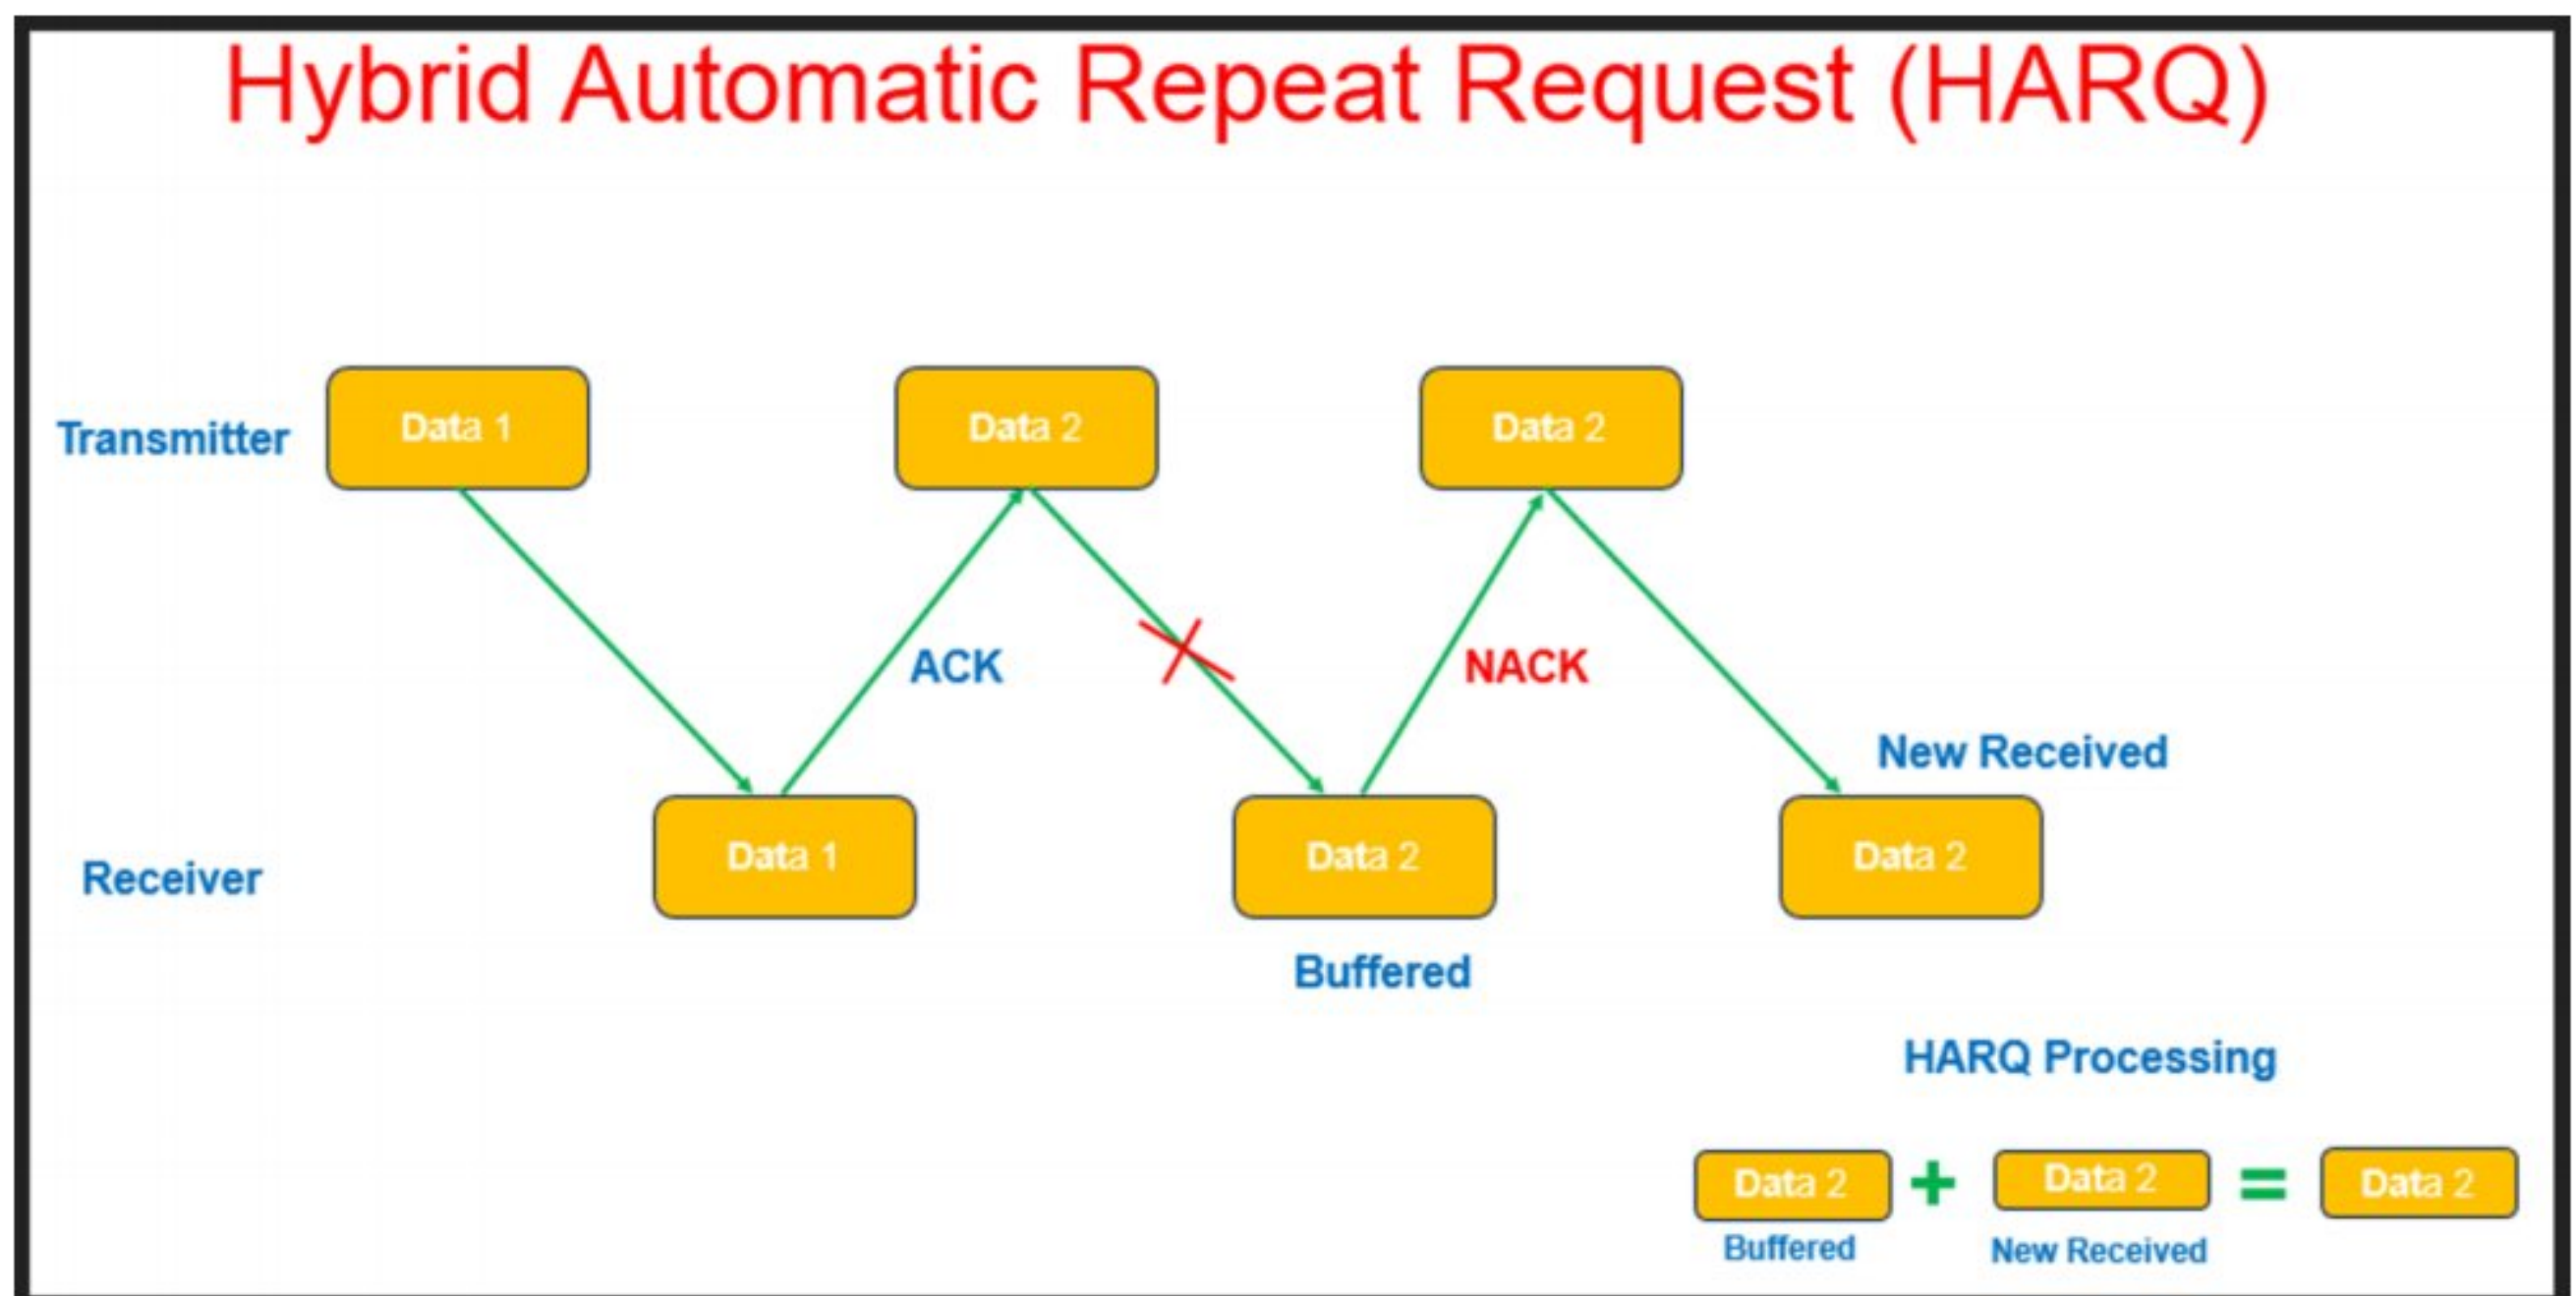 Hybrid Automatic Repeat Request (HARQ)
Transmitter
Data 1
Data 2
Data 2
ACK
NACK
New Received
Receiver
Data 1
Data 2
Data 2
Buffered
HARQ Processing
Data 2 + Data 2 = Data 2
Buffered
New Received